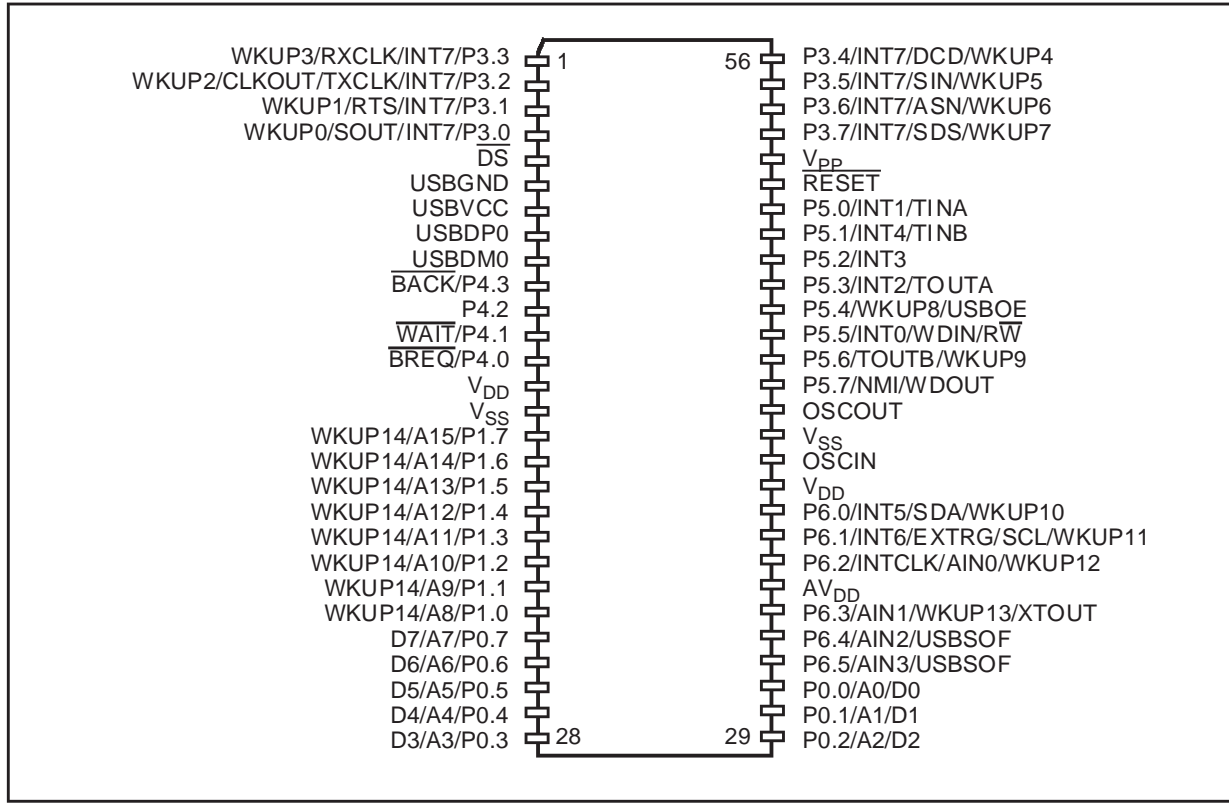 WKUP3/RXCLK/INT7/P3.3
WKUP2/CLKOUT/TXCLK/INT7/P3.2
WKUP1/RTS/INT7/P3.1
WKUP0/SOUT/INT7/P3.0
DS
USBGND
USBVCC
USBDP0
USBDM0
BACK/P4.3
P4.2
WAIT/P4.1
BREQ/P4.0
VDD
VSS
WKUP14/A15/P1.7
WKUP14/A14/P1.6
WKUP14/A13/P1.5
WKUP14/A12/P1.4
WKUP14/A11/P1.3
WKUP14/A10/P1.2
WKUP14/A9/P1.1
WKUP14/A8/P1.0
D7/A7/P0.7
D6/A6/P0.6
D5/A5/P0.5
D4/A4/P0.4
D3/A3/P0.3
1
28
56
29
P3.4/INT7/DCD/WKUP4
P3.5/INT7/SIN/WKUP5
P3.6/INT7/ASN/WKUP6
P3.7/INT7/SDS/WKUP7
VPP
RESET
P5.0/INT1/TINA
P5.1/INT4/TINB
P5.2/INT3
P5.3/INT2/TOUTA
P5.4/WKUP8/USBOE
P5.5/INT0/WDIN/RW
P5.6/TOUTB/WKUP9
P5.7/NMI/WDOUT
OSCOUT
VSS
OSCIN
VDD
P6.0/INT5/SDA/WKUP10
P6.1/INT6/EXTRG/SCL/WKUP11
P6.2/INTCLK/AIN0/WKUP12
AVDD
P6.3/AIN1/WKUP13/XTOUT
P6.4/AIN2/USBSOF
P6.5/AIN3/USBSOF
P0.0/A0/D0
P0.1/A1/D1
P0.2/A2/D2